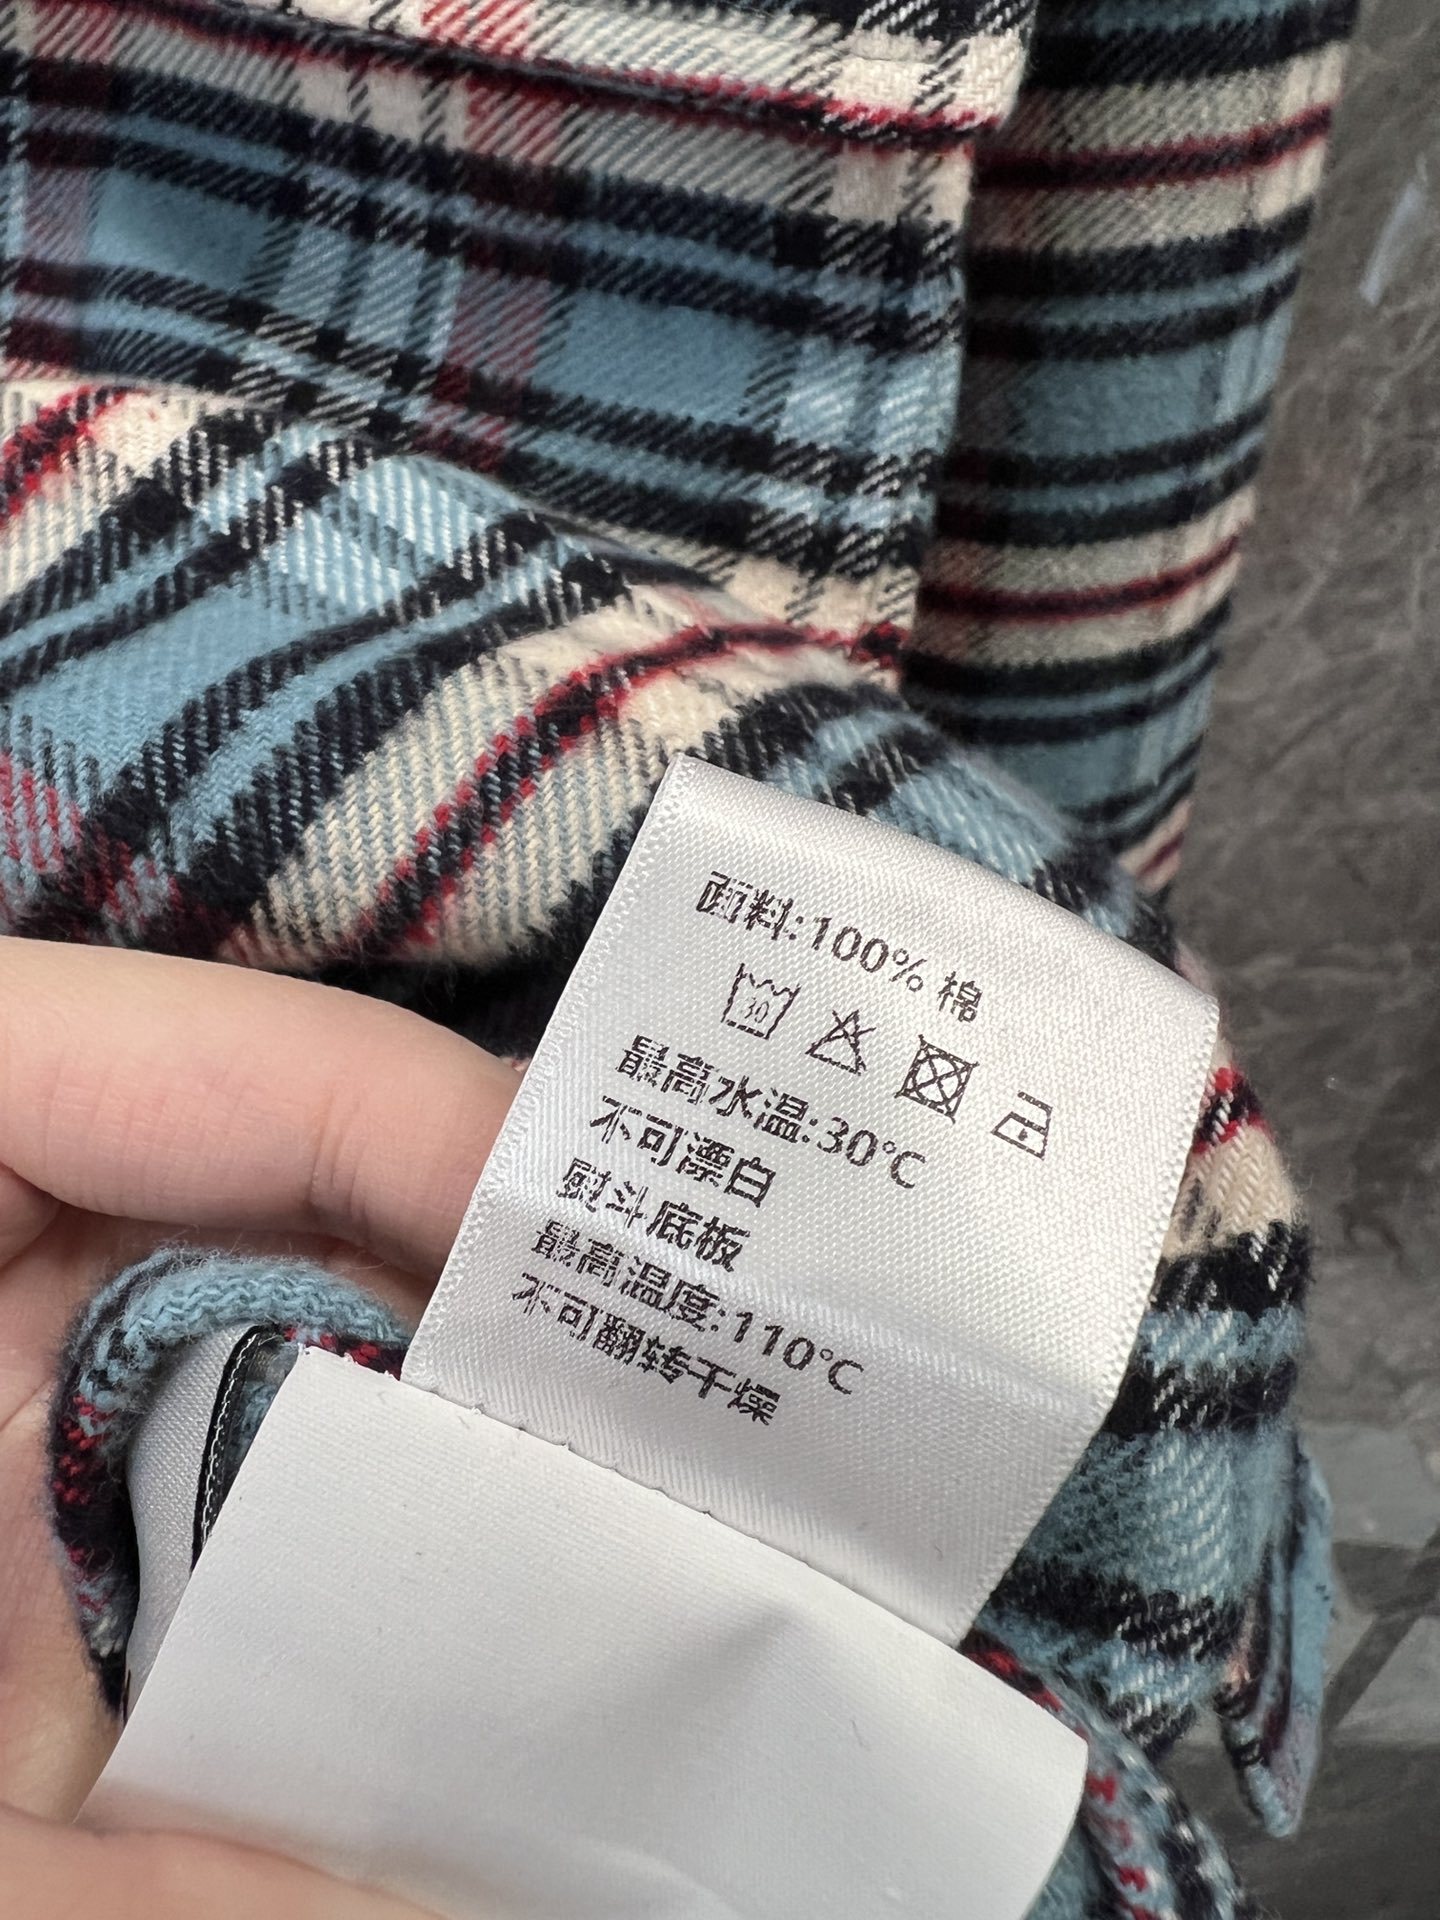 面料:100% 棉
30
最高水温:30℃
不可漂白
熨斗底板
最高温度:110℃
不可翻转干燥